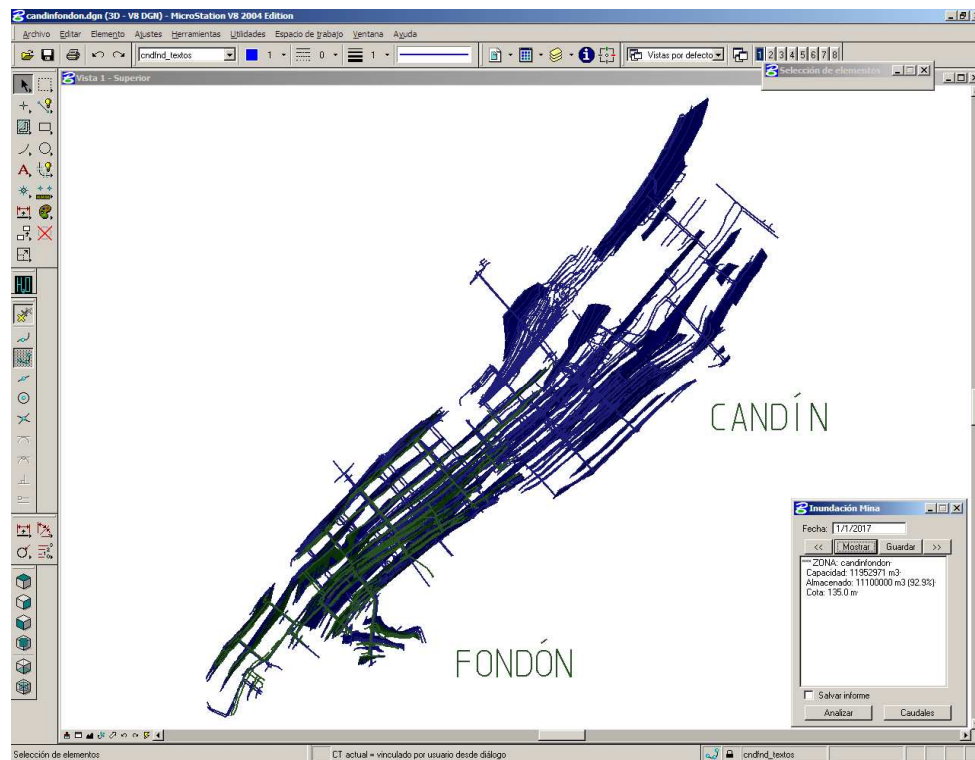 candinfondon.dgn (3D - V8 DGN) - MicroStation V8 2004 Edition
Archivo Editar Elemento Ajustes Herramientas Utilidades Espacio de trabajo Ventana Ayuda
cndfnd_textos 1 0 1 Vistas por defecto 1 2 3 4 5 6 7 8
Vista 1 - Superior
Selección de elementos
CANDÍN
FONDÓN
Inundación Mina
Fecha: 1/1/2017
<< Mostrar Guardar >>
*** ZONA: candinfondon
Capacidad: 11952971 m3
Almacenado: 11100000 m3 (92.9%)
Cota: 135.0 m
Salvar informe
Analizar Caudales
Selección de elementos CT actual = vinculado por usuario desde diálogo cndfnd_textos